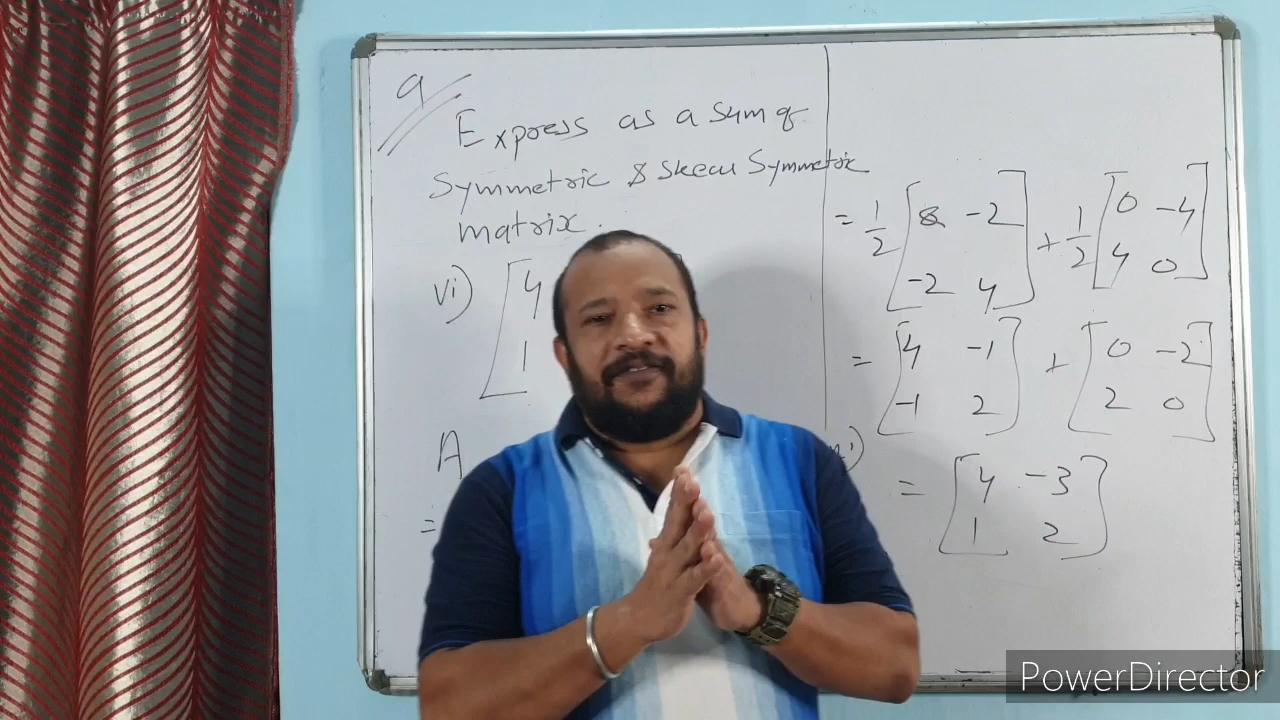 9
Express as a sum of
Symmetric & Skew Symmetric
matrix.
vi) [ 4
1
A
=
= 1/2 [ 8 -2
-2 4 ] + 1/2 [ 0 -4
4 0 ]
= [ 4 -1
-1 2 ] + [ 0 -2
2 0 ]
= [ 4 -3
1 2 ]
PowerDirector